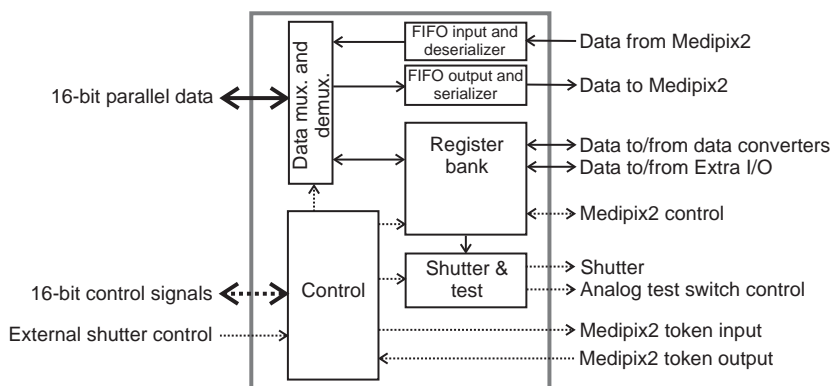 FIFO input and
deserializer
Data from Medipix2
FIFO output and
serializer
Data to Medipix2
16-bit parallel data
Data mux. and
demux.
Register
bank
Data to/from data converters
Data to/from Extra I/O
Medipix2 control
Shutter &
test
Shutter
Analog test switch control
16-bit control signals
Control
External shutter control
Medipix2 token input
Medipix2 token output